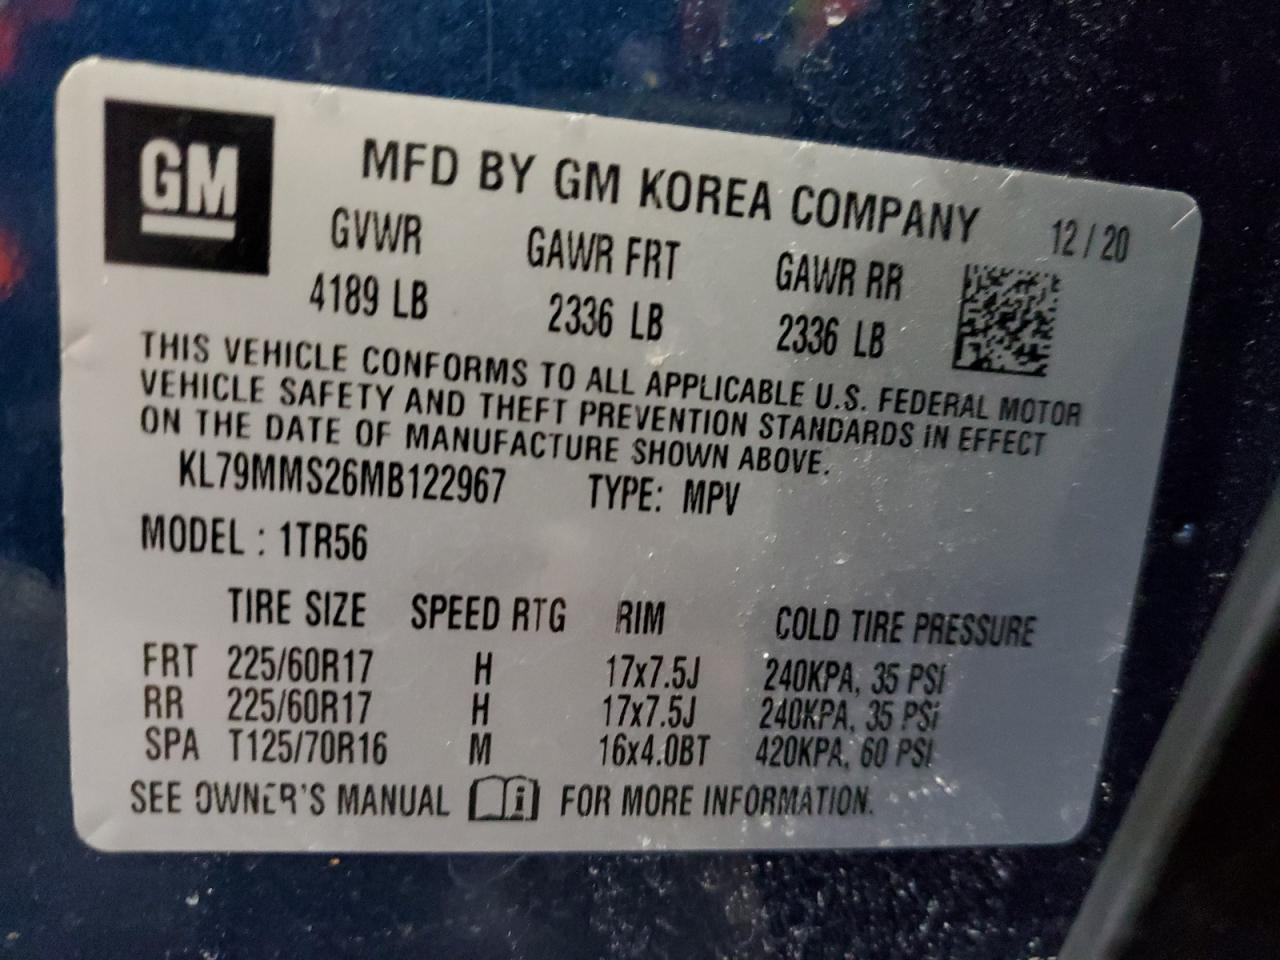 GM
MFD BY GM KOREA COMPANY 12/20
GVWR GAWR FRT GAWR RR
4189 LB 2336 LB 2336 LB
THIS VEHICLE CONFORMS TO ALL APPLICABLE U.S. FEDERAL MOTOR
VEHICLE SAFETY AND THEFT PREVENTION STANDARDS IN EFFECT
ON THE DATE OF MANUFACTURE SHOWN ABOVE.
KL79MMS26MB122967 TYPE: MPV
MODEL : 1TR56
TIRE SIZE SPEED RTG RIM COLD TIRE PRESSURE
FRT 225/60R17 H 17x7.5J 240KPA, 35 PSI
RR 225/60R17 H 17x7.5J 240KPA, 35 PSI
SPA T125/70R16 M 16x4.0BT 420KPA, 60 PSI
SEE OWNER'S MANUAL i FOR MORE INFORMATION.